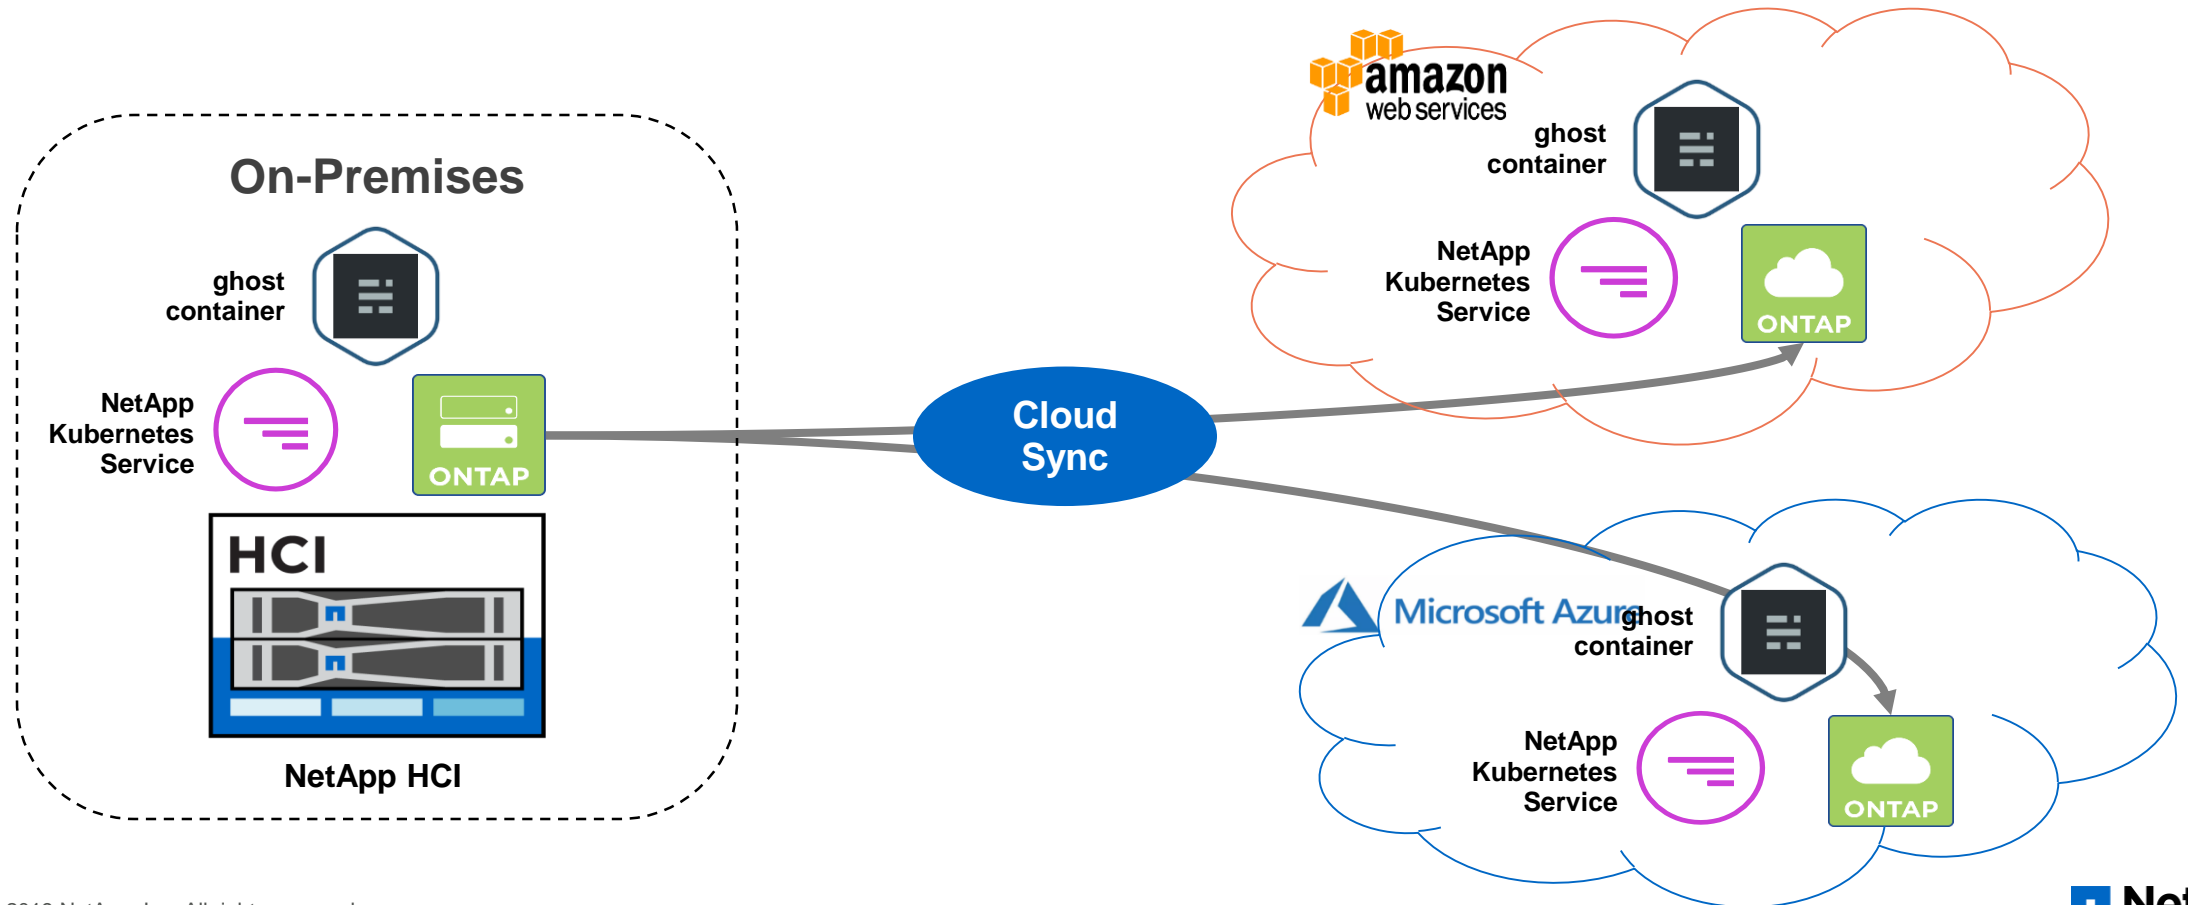 On-Premises
ghost
container
NetApp
Kubernetes
Service
ONTAP
HCI
NetApp HCI
Cloud
Sync
amazon
web services
ghost
container
NetApp
Kubernetes
Service
ONTAP
Microsoft Azure
ghost
container
NetApp
Kubernetes
Service
ONTAP
Net